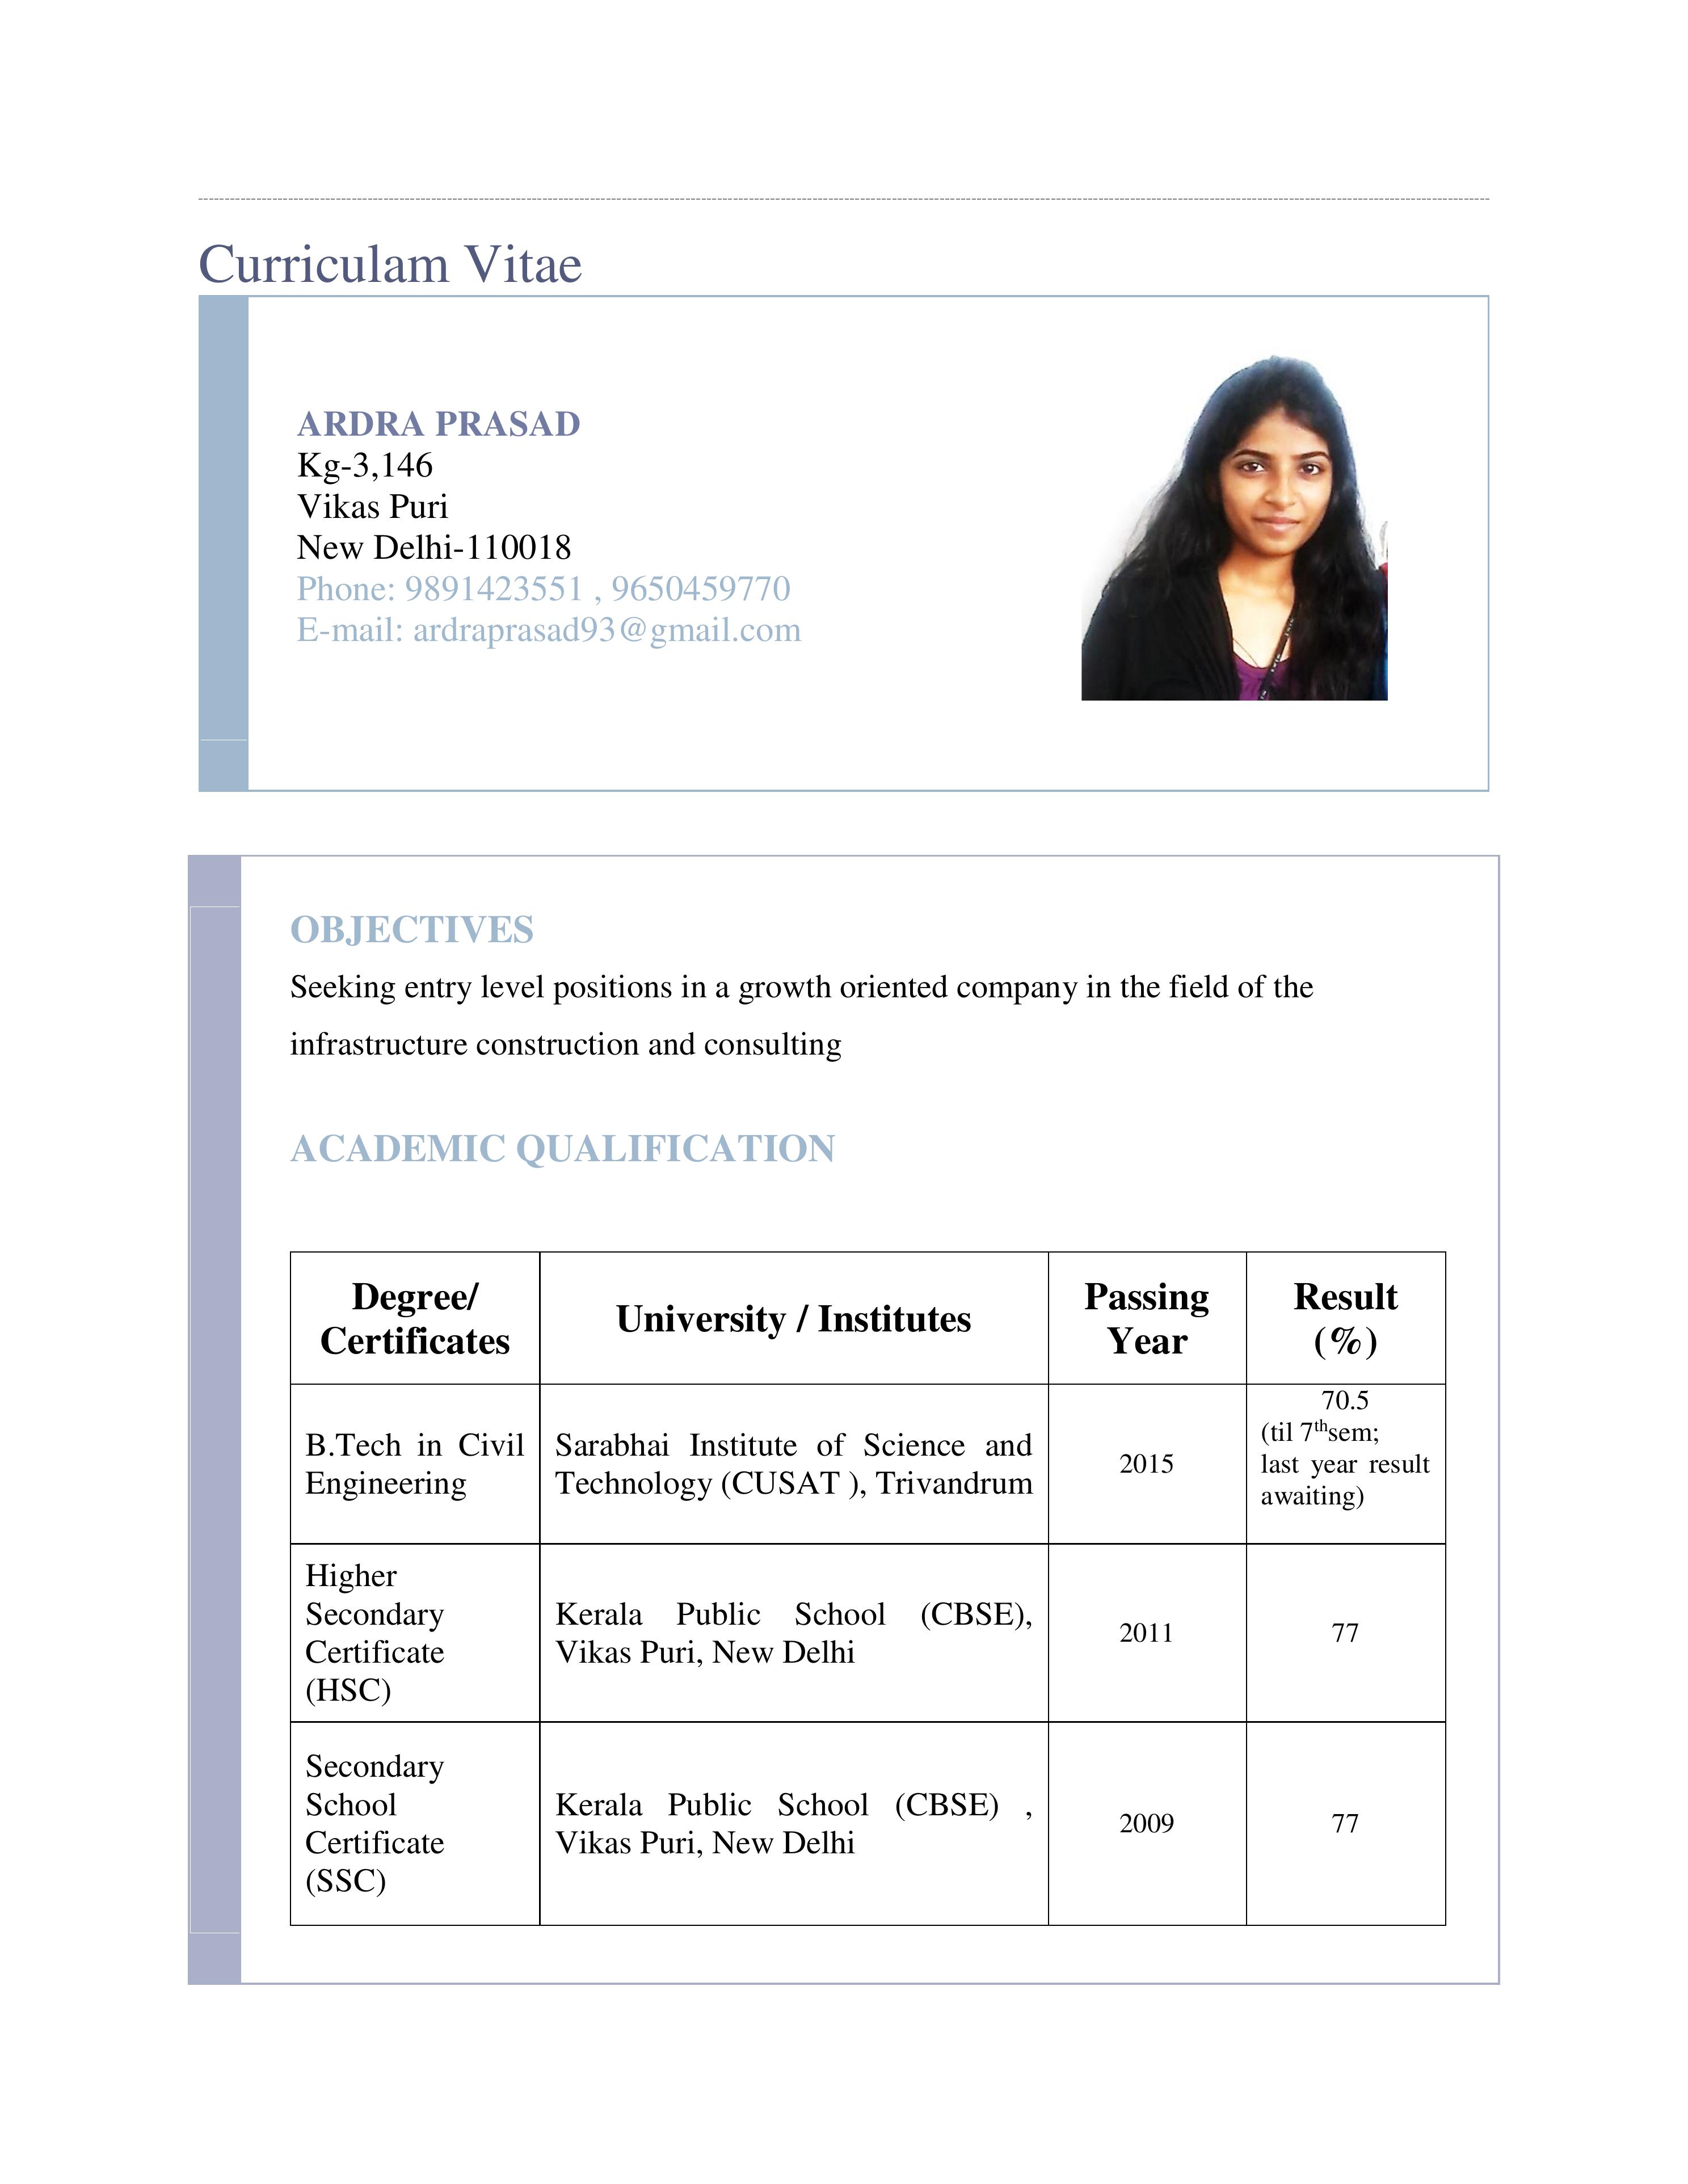 Curriculam Vitae
ARDRA PRASAD
Kg-3,146
Vikas Puri
New Delhi-110018
Phone: 9891423551 , 9650459770
E-mail: ardraprasad93@gmail.com
OBJECTIVES
Seeking entry level positions in a growth oriented company in the field of the
infrastructure construction and consulting
ACADEMIC QUALIFICATION
Degree/
Certificates
University / Institutes
Passing
Year
Result
(%)
B.Tech in Civil
Engineering
Sarabhai Institute of Science and
Technology (CUSAT ), Trivandrum
2015
70.5
(til 7thsem;
last year result
awaiting)
Higher
Secondary
Certificate
(HSC)
Kerala Public School (CBSE),
Vikas Puri, New Delhi
2011
77
Secondary
School
Certificate
(SSC)
Kerala Public School (CBSE) ,
Vikas Puri, New Delhi
2009
77